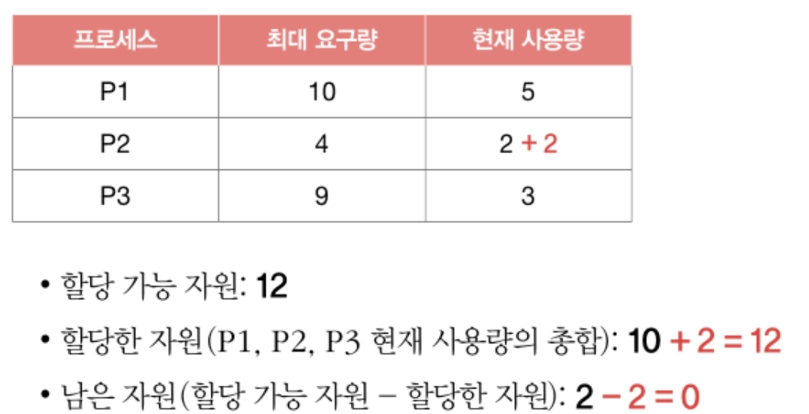 프로세스 최대 요구량 현재 사용량
P1 10 5
P2 4 2 + 2
P3 9 3
• 할당 가능 자원: 12
• 할당한 자원(P1, P2, P3 현재 사용량의 총합): 10 + 2 = 12
• 남은 자원(할당 가능 자원 – 할당한 자원): 2 – 2 = 0